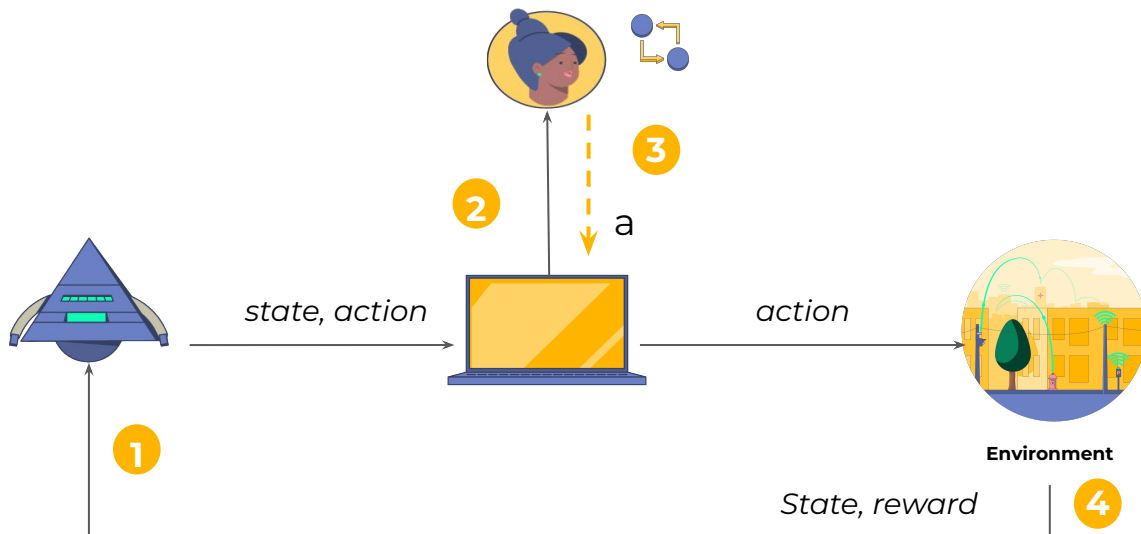 3
2
a
state, action
action
1
Environment
State, reward
4